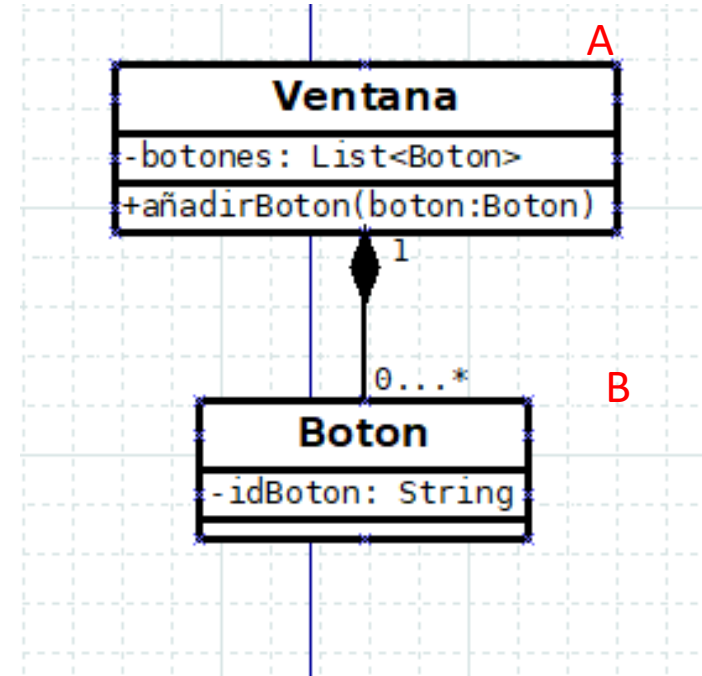 A
Ventana
-botones: List<Boton>
+añadirBoton(boton:Boton)
1
0...*
B
Boton
-idBoton: String